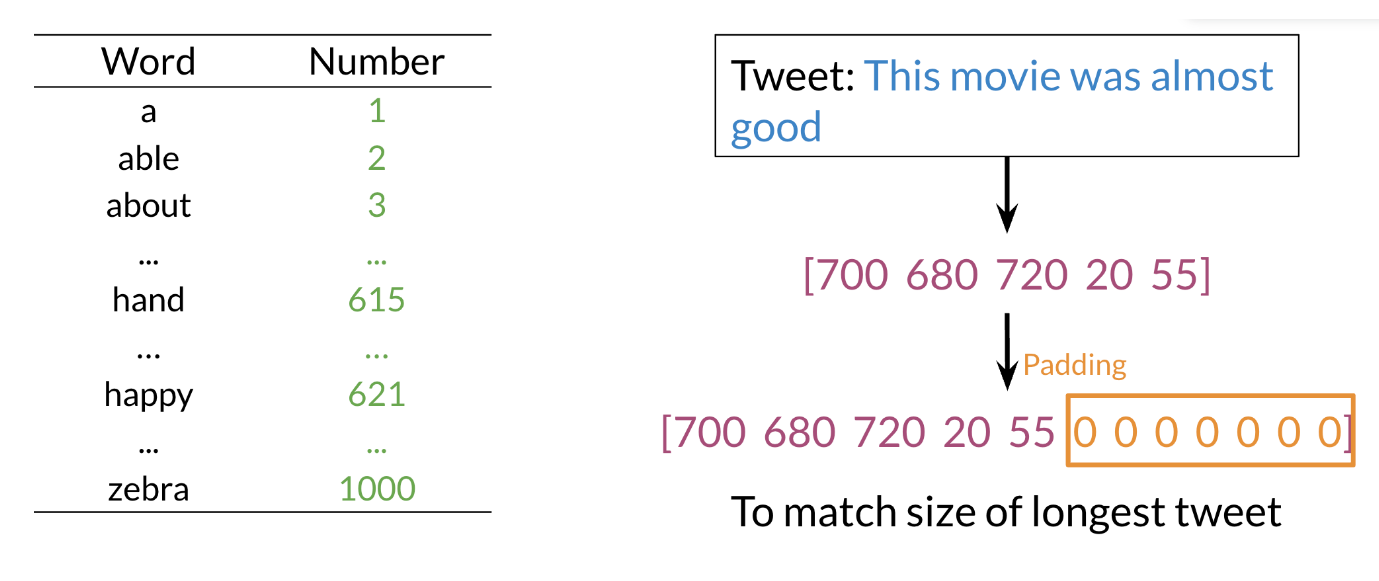 Word Number
a 1
able 2
about 3
... ...
hand 615
... ...
happy 621
... ...
zebra 1000
Tweet: This movie was almost
good
[700 680 720 20 55]
Padding
[700 680 720 20 55 0 0 0 0 0 0 0]
To match size of longest tweet